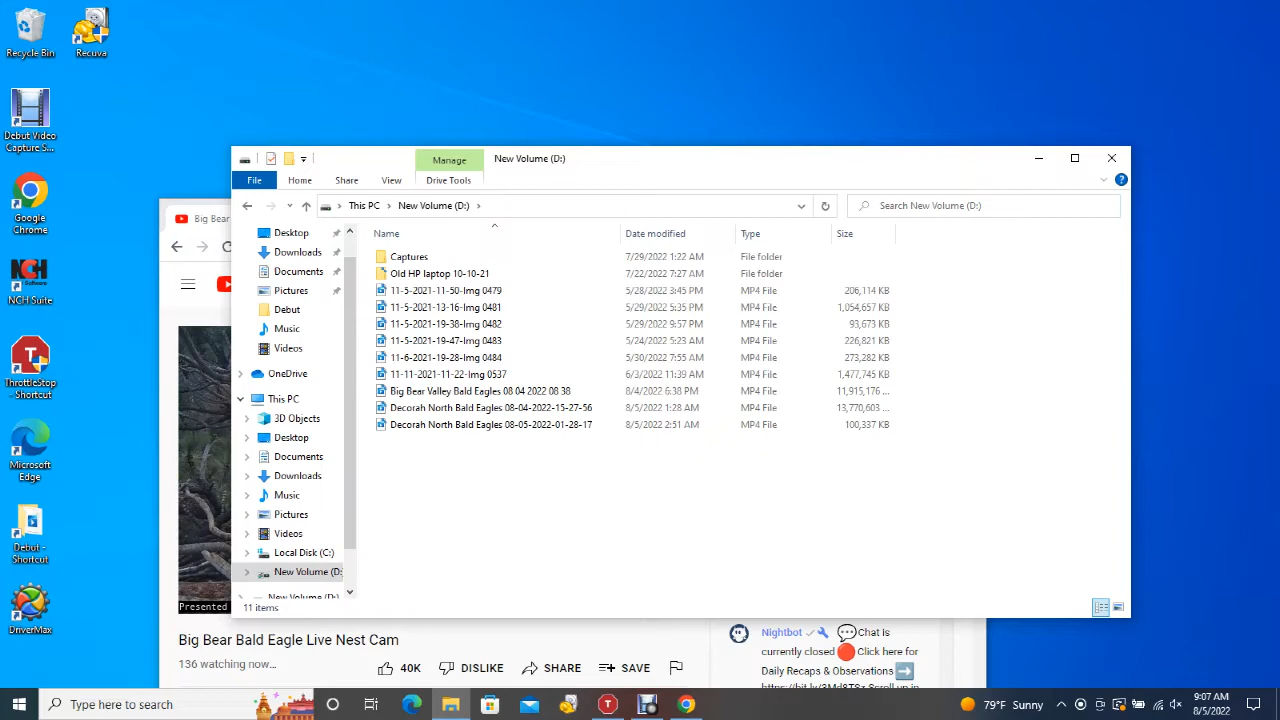 Recycle Bin
Recuva
Debut Video
Capture S...
Google
Chrome
NCH
Software
NCH Suite
ThrottleStop
- Shortcut
Microsoft
Edge
Debut -
Shortcut
DriverMax
Manage
New Volume (D:)
File
Home
Share
View
Drive Tools
This PC
New Volume (D:)
Search New Volume (D:)
Name
Date modified
Type
Size
Desktop
Downloads
Documents
Pictures
Debut
Music
Videos
OneDrive
This PC
3D Objects
Desktop
Documents
Downloads
Music
Pictures
Videos
Local Disk (C:)
New Volume (D:
New Volume (D:)
Captures 7/29/2022 1:22 AM File folder
Old HP laptop 10-10-21 7/22/2022 7:27 AM File folder
11-5-2021-11-50-Img 0479 5/28/2022 3:45 PM MP4 File 206,114 KB
11-5-2021-13-16-Img 0481 5/29/2022 5:35 PM MP4 File 1,054,657 KB
11-5-2021-19-38-Img 0482 5/29/2022 9:57 PM MP4 File 93,673 KB
11-5-2021-19-47-Img 0483 5/24/2022 5:23 AM MP4 File 226,821 KB
11-6-2021-19-28-Img 0484 5/30/2022 7:55 AM MP4 File 273,282 KB
11-11-2021-11-22-Img 0537 6/3/2022 11:39 AM MP4 File 1,477,745 KB
Big Bear Valley Bald Eagles 08 04 2022 08 38 8/4/2022 6:38 PM MP4 File 11,915,176 ...
Decorah North Bald Eagles 08-04-2022-15-27-56 8/5/2022 1:28 AM MP4 File 13,770,603 ...
Decorah North Bald Eagles 08-05-2022-01-28-17 8/5/2022 2:51 AM MP4 File 100,337 KB
11 items
Big Bear
Presented
Big Bear Bald Eagle Live Nest Cam
136 watching now...
40K
DISLIKE
SHARE
SAVE
Nightbot
Chat is
currently closed
Click here for
Daily Recaps & Observations
Type here to search
79°F Sunny
9:07 AM
8/5/2022